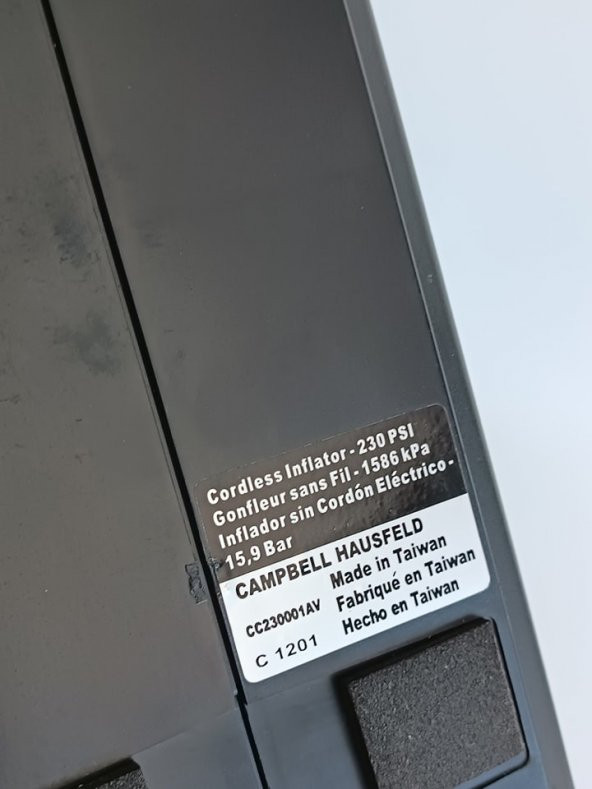 Cordless Inflator - 230 PSI
Gonfleur sans Fil - 1586 kPa
Inflador sin Cordón Eléctrico -
15,9 Bar
CAMPBELL HAUSFELD
Made in Taiwan
CC230001AV Fabriqué en Taiwan
C 1201 Hecho en Taiwan